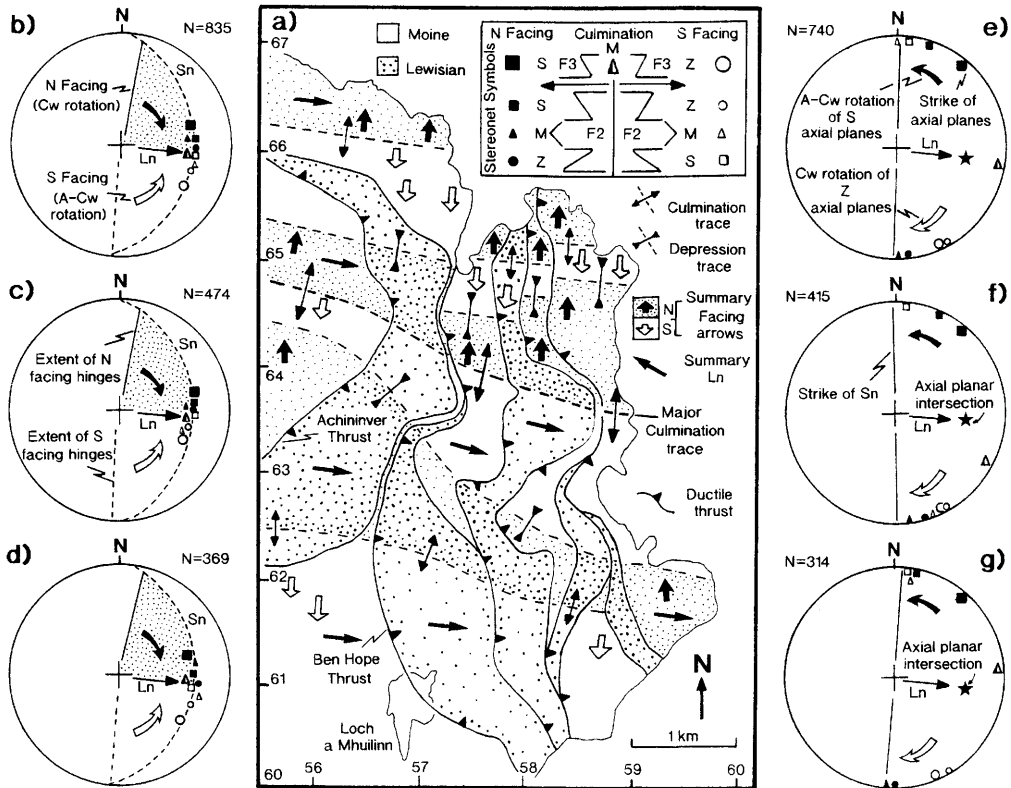 b)
N
N=835
Sn
N Facing
(Cw rotation)
Ln
S Facing
(A-Cw
rotation)
c)
N
N=474
Sn
Extent of N
facing hinges
Ln
Extent of S
facing hinges
d)
N
N=369
Sn
Ln
a)
67
66
65
64
63
62
61
60
56
57
58
59
60
Moine
Lewisian
Stereonet Symbols
N Facing
Culmination
S Facing
S
F3
M
F3
Z
S
Z
M
F2
F2
M
Z
S
Culmination
trace
Depression
trace
N
S
Summary
Facing
arrows
Summary
Ln
Major
Culmination
trace
Ductile
thrust
Achininver
Thrust
Ben Hope
Thrust
Loch
a Mhuilinn
N
1 km
e)
N
N=740
A-Cw rotation
of S
axial planes
Strike of
axial planes
Ln
Cw rotation of
Z
axial planes
f)
N=415
Strike of Sn
Axial planar
intersection
Ln
g)
N=314
Axial planar
intersection
Ln